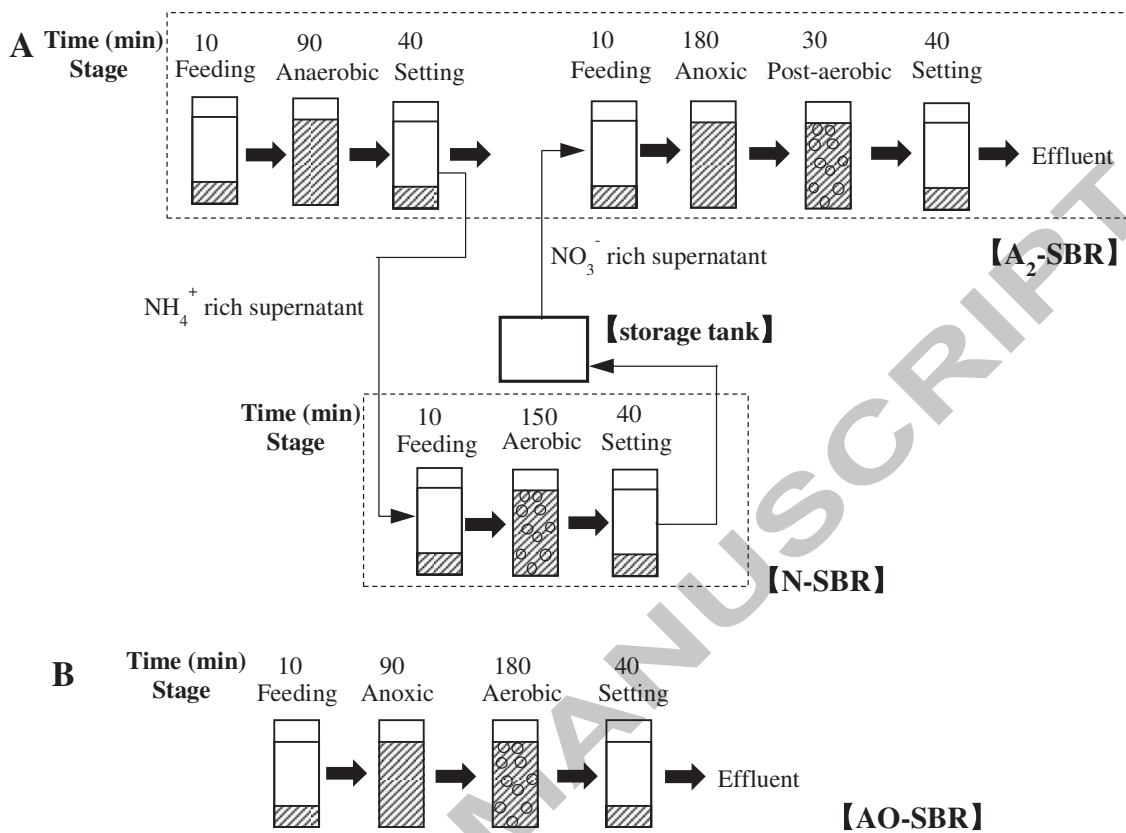 A
Time (min) 10 90 40 10 180 30 40
Stage Feeding Anaerobic Setting Feeding Anoxic Post-aerobic Setting
Effluent
【A2-SBR】
NH4+ rich supernatant
NO3- rich supernatant
【storage tank】
Time (min) 10 150 40
Stage Feeding Aerobic Setting
【N-SBR】
B
Time (min) 10 90 180 40
Stage Feeding Anoxic Aerobic Setting
Effluent
【AO-SBR】
MANUSCRIPT